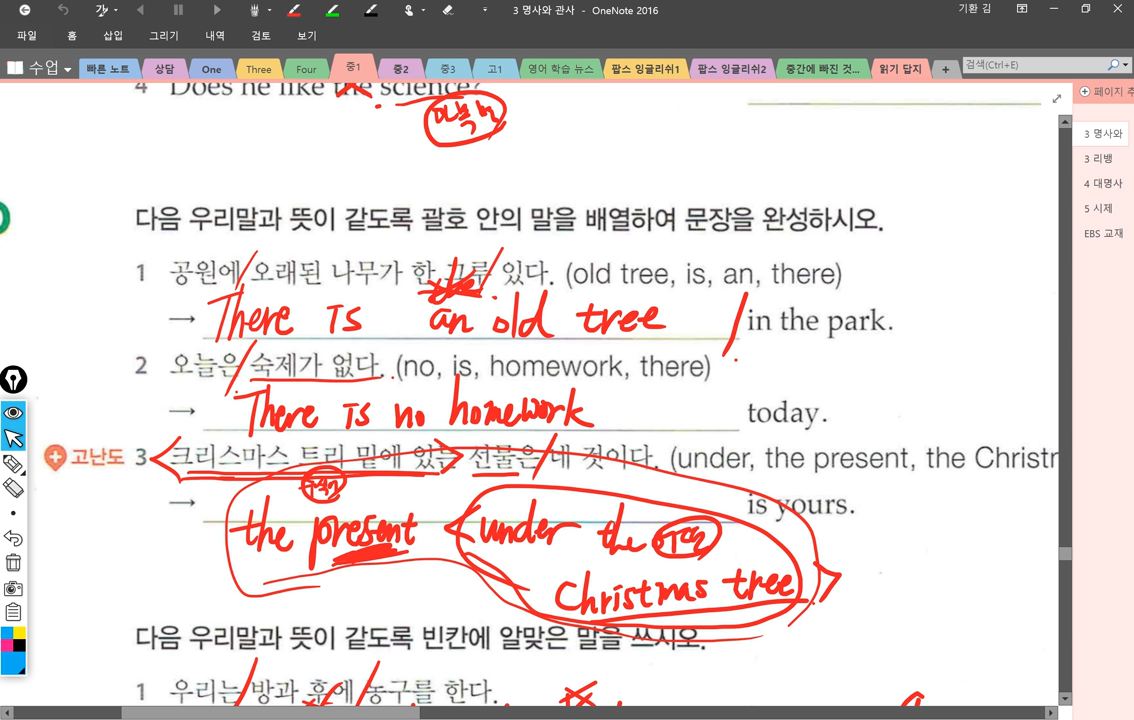 3 명사와 관사 - OneNote 2016
기환 김
파일 홈 삽입 그리기 내역 검토 보기
수업 빠른 노트 상담 One Three Four 중1 중2 중3 고1 영어 학습 뉴스 팝스 잉글리쉬1 팝스 잉글리쉬2 중간에 빠진 것... 읽기 답지 + 검색(Ctrl+E)
페이지 추
3 명사와
3 리뱅
4 대명사
5 시제
EBS 교재
4 Does he like the science?
다음 우리말과 뜻이 같도록 괄호 안의 말을 배열하여 문장을 완성하시오.
1 공원에 오래된 나무가 한 그루 있다. (old tree, is, an, there)
→ There is an old tree in the park.
2 오늘은 숙제가 없다. (no, is, homework, there)
→ There is no homework today.
고난도 3 크리스마스 트리 밑에 있는 선물은 네 것이다. (under, the present, the Christm
→ is yours.
the present under the
Christmas tree
다음 우리말과 뜻이 같도록 빈칸에 알맞은 말을 쓰시오.
1 우리는 방과 후에 농구를 한다.